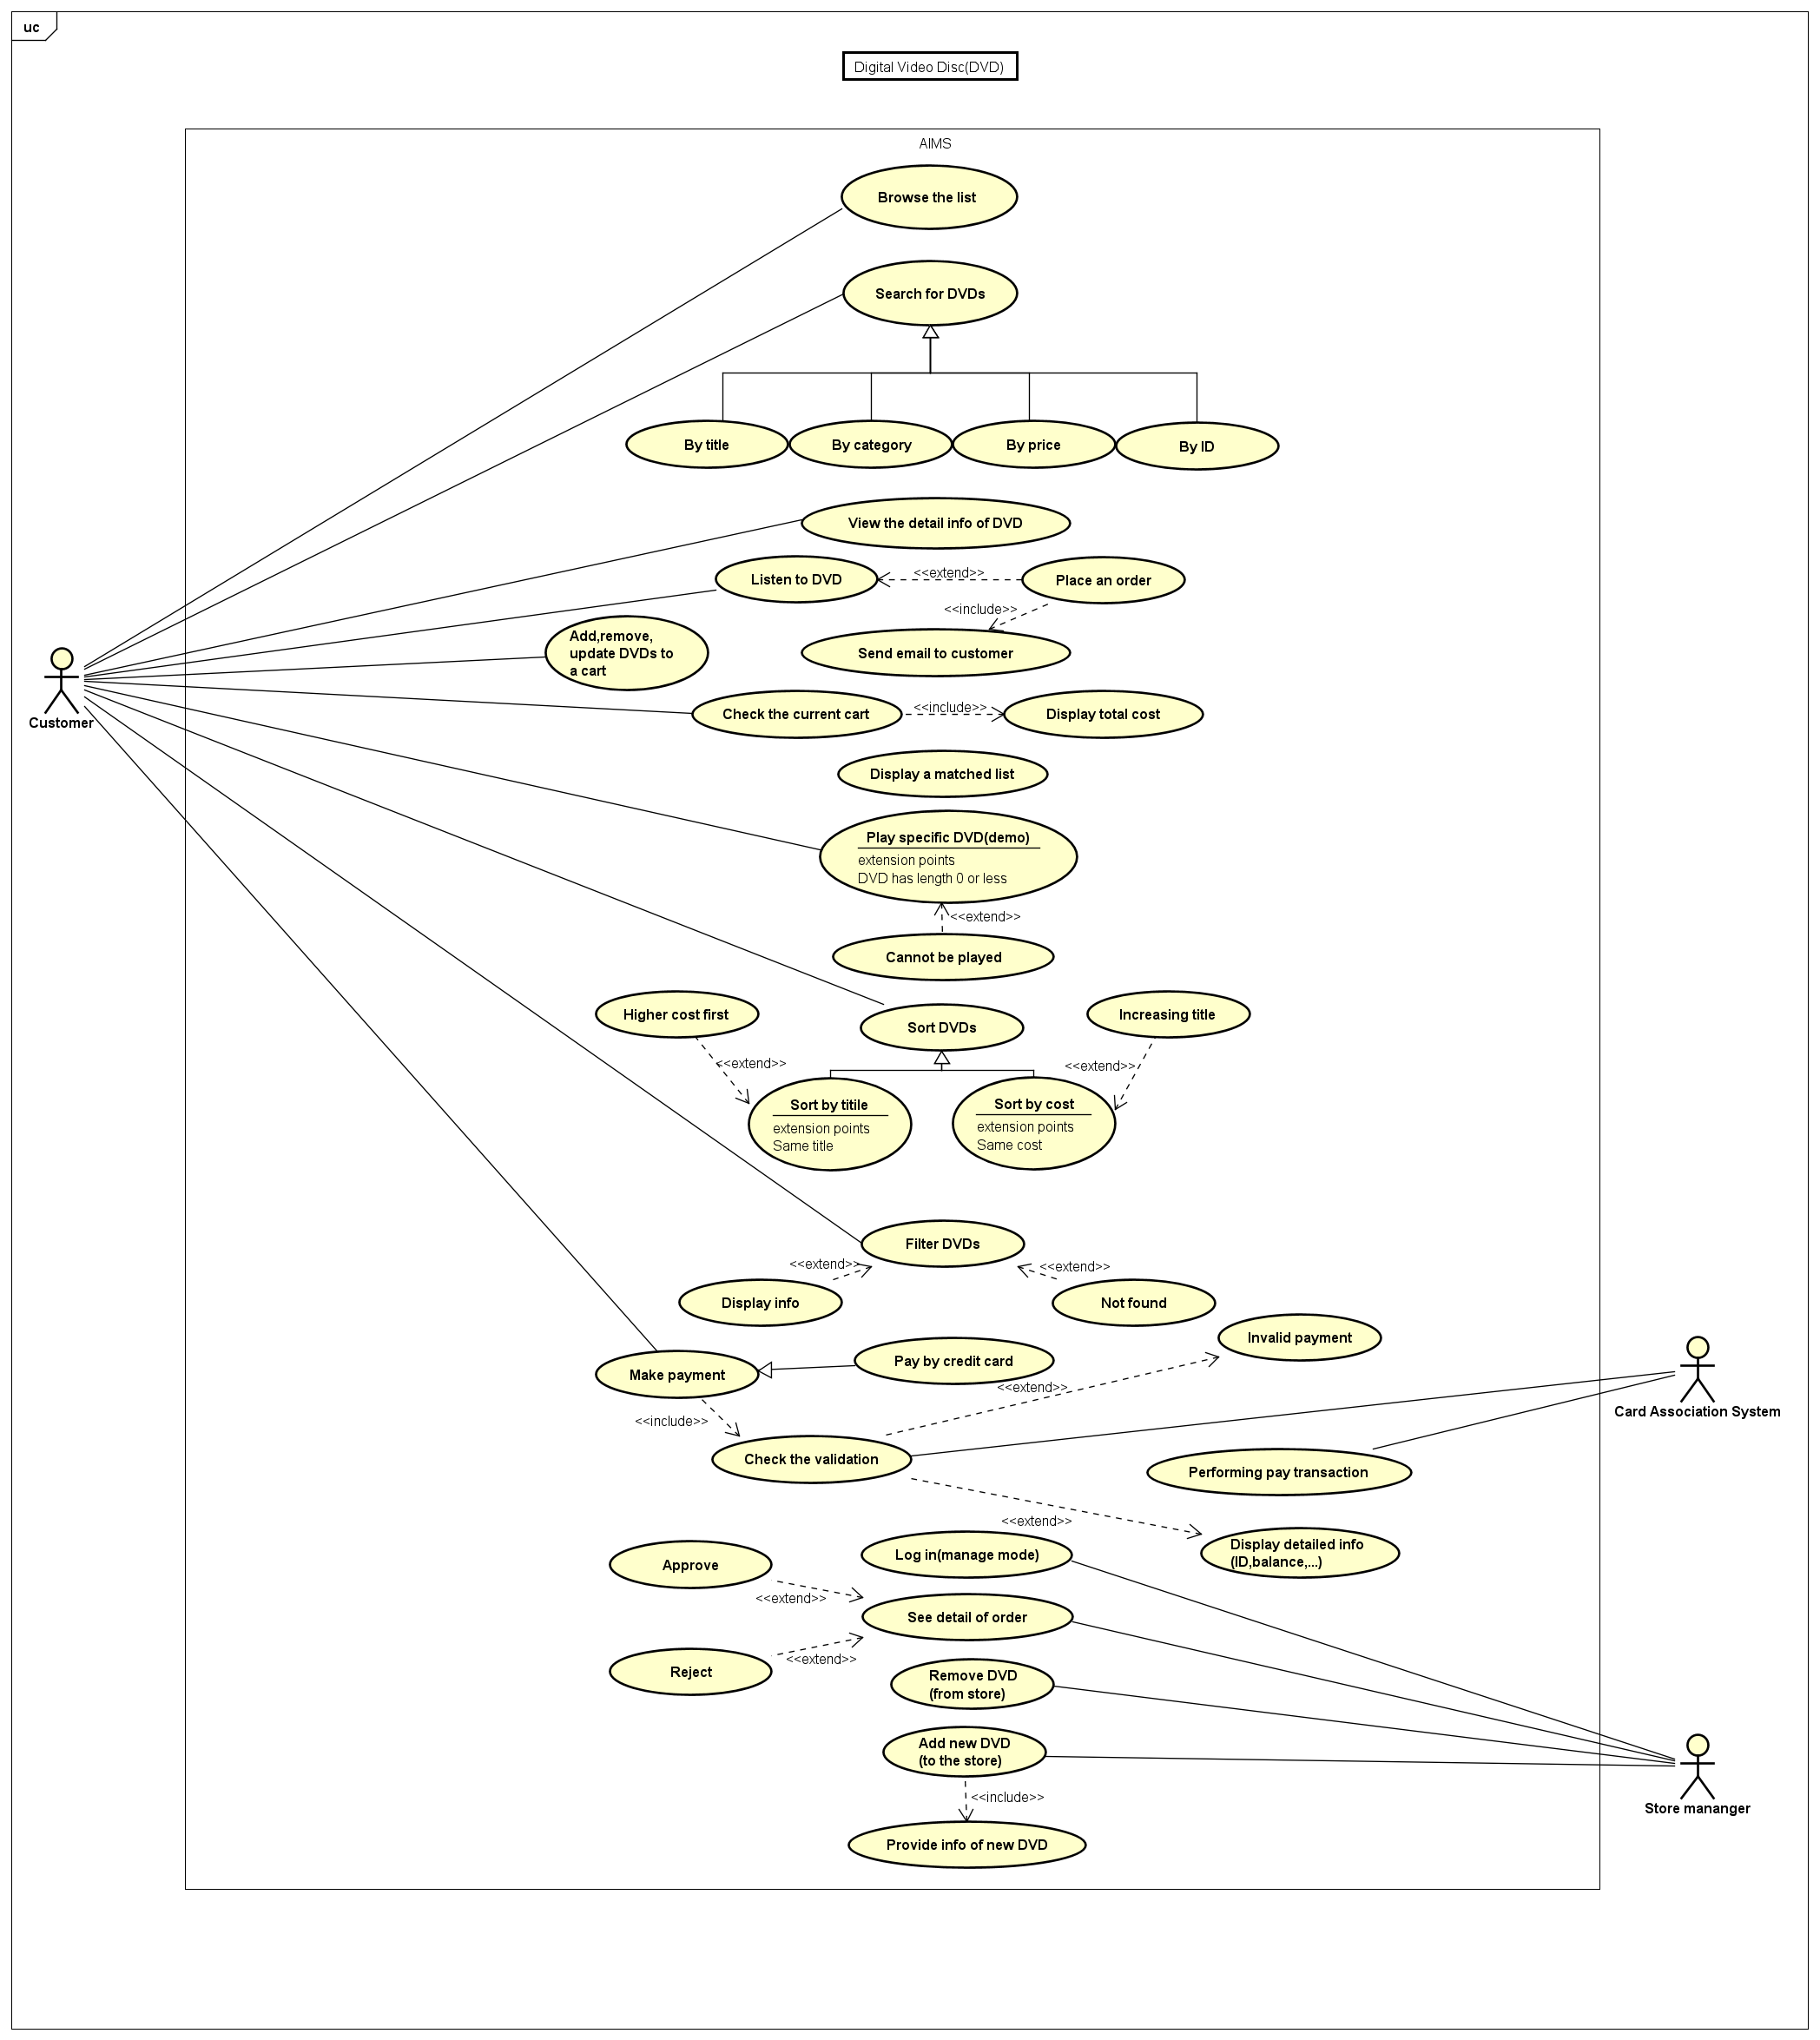 uc
Digital Video Disc(DVD)
AIMS
Browse the list
Search for DVDs
By title
By category
By price
By ID
View the detail info of DVD
Listen to DVD
<<extend>>
Place an order
<<include>>
Send email to customer
Add,remove,
update DVDs to
a cart
Customer
Check the current cart
<<include>>
Display total cost
Display a matched list
Play specific DVD(demo)
extension points
DVD has length 0 or less
<<extend>>
Cannot be played
Higher cost first
Sort DVDs
Increasing title
<<extend>>
<<extend>>
Sort by titile
extension points
Same title
Sort by cost
extension points
Same cost
Filter DVDs
<<extend>>
<<extend>>
Display info
Not found
Invalid payment
Make payment
Pay by credit card
<<extend>>
Card Association System
<<include>>
Check the validation
Performing pay transaction
<<extend>>
Display detailed info
(ID,balance,...)
Log in(manage mode)
Approve
<<extend>>
See detail of order
<<extend>>
Reject
Remove DVD
(from store)
Add new DVD
(to the store)
<<include>>
Store mananger
Provide info of new DVD